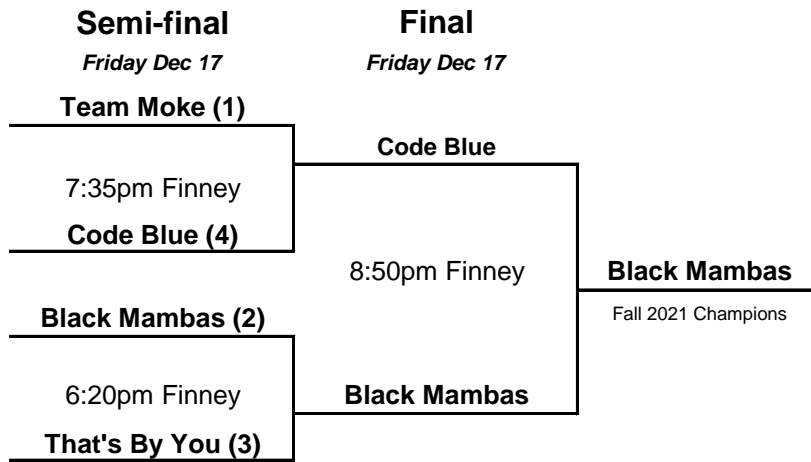 Semi-final
Friday Dec 17
Team Moke (1)
7:35pm Finney
Code Blue (4)
Black Mambas (2)
6:20pm Finney
That's By You (3)
Final
Friday Dec 17
Code Blue
8:50pm Finney
Black Mambas
Black Mambas
Fall 2021 Champions